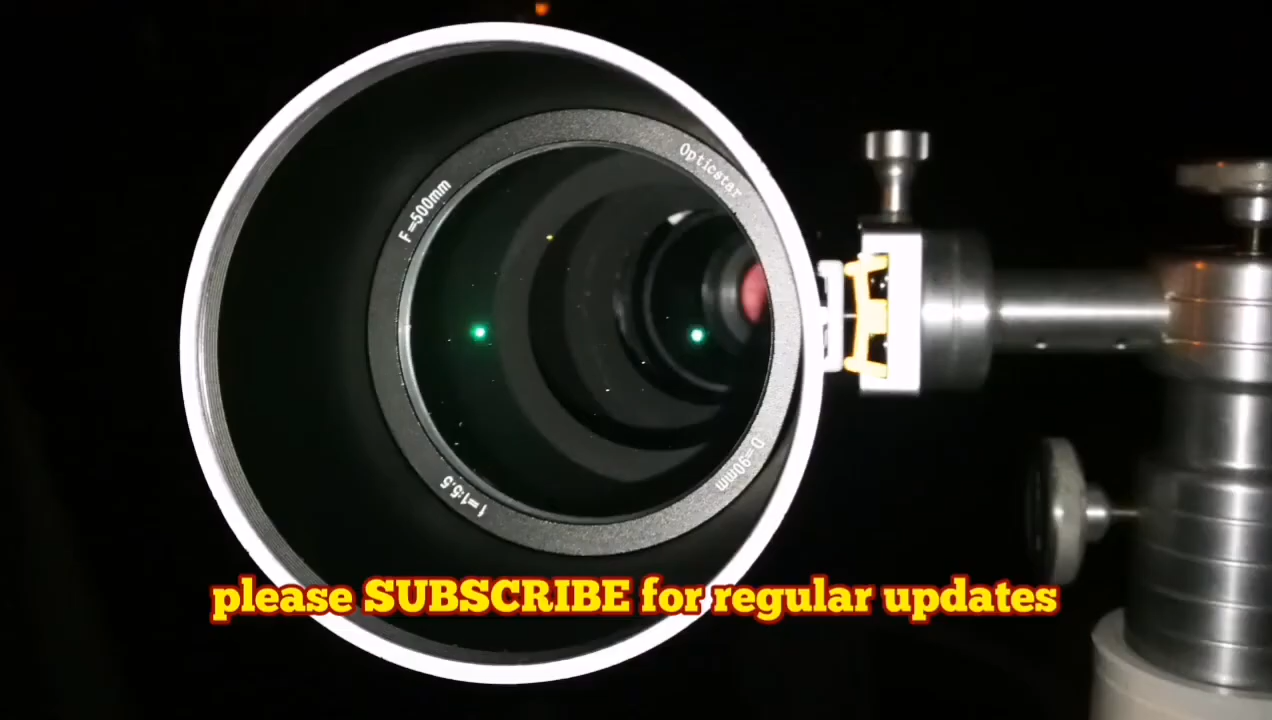 Opticstar
F=500mm
D=90mm
f=1:5.5
please SUBSCRIBE for regular updates